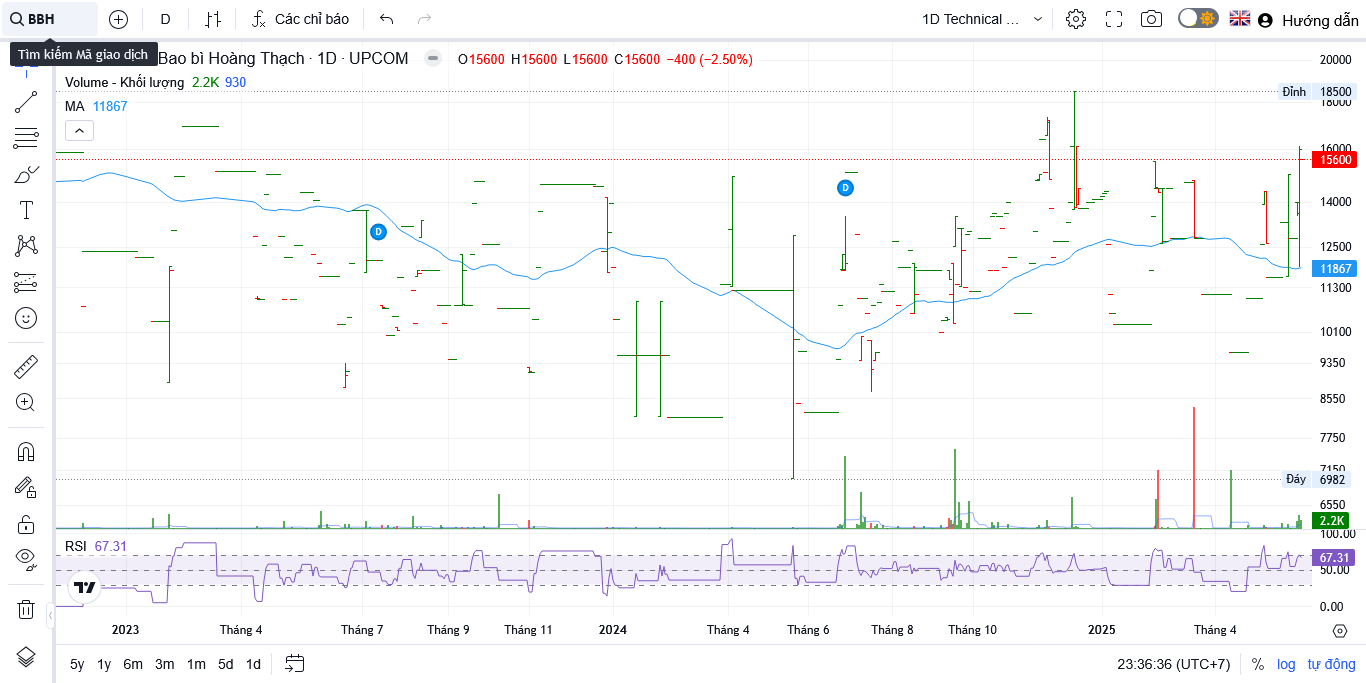 BBH D Các chỉ báo 1D Technical ... Hướng dẫn
Tìm kiếm Mã giao dịch
Bao bì Hoàng Thạch · 1D · UPCOM O15600 H15600 L15600 C15600 −400 (−2.50%)
Volume - Khối lượng 2.2K 930
MA 11867
20000
Đỉnh 18500
18000
16000
15600
14000
12500
11867
11300
10100
9350
8550
7750
7150
Đáy 6982
6550
2.2K
D
D
RSI 67.31
100.00
67.31
50.00
0.00
2023 Tháng 4 Tháng 7 Tháng 9 Tháng 11 2024 Tháng 4 Tháng 6 Tháng 8 Tháng 10 2025 Tháng 4
5y 1y 6m 3m 1m 5d 1d 23:36:36 (UTC+7) % log tự động